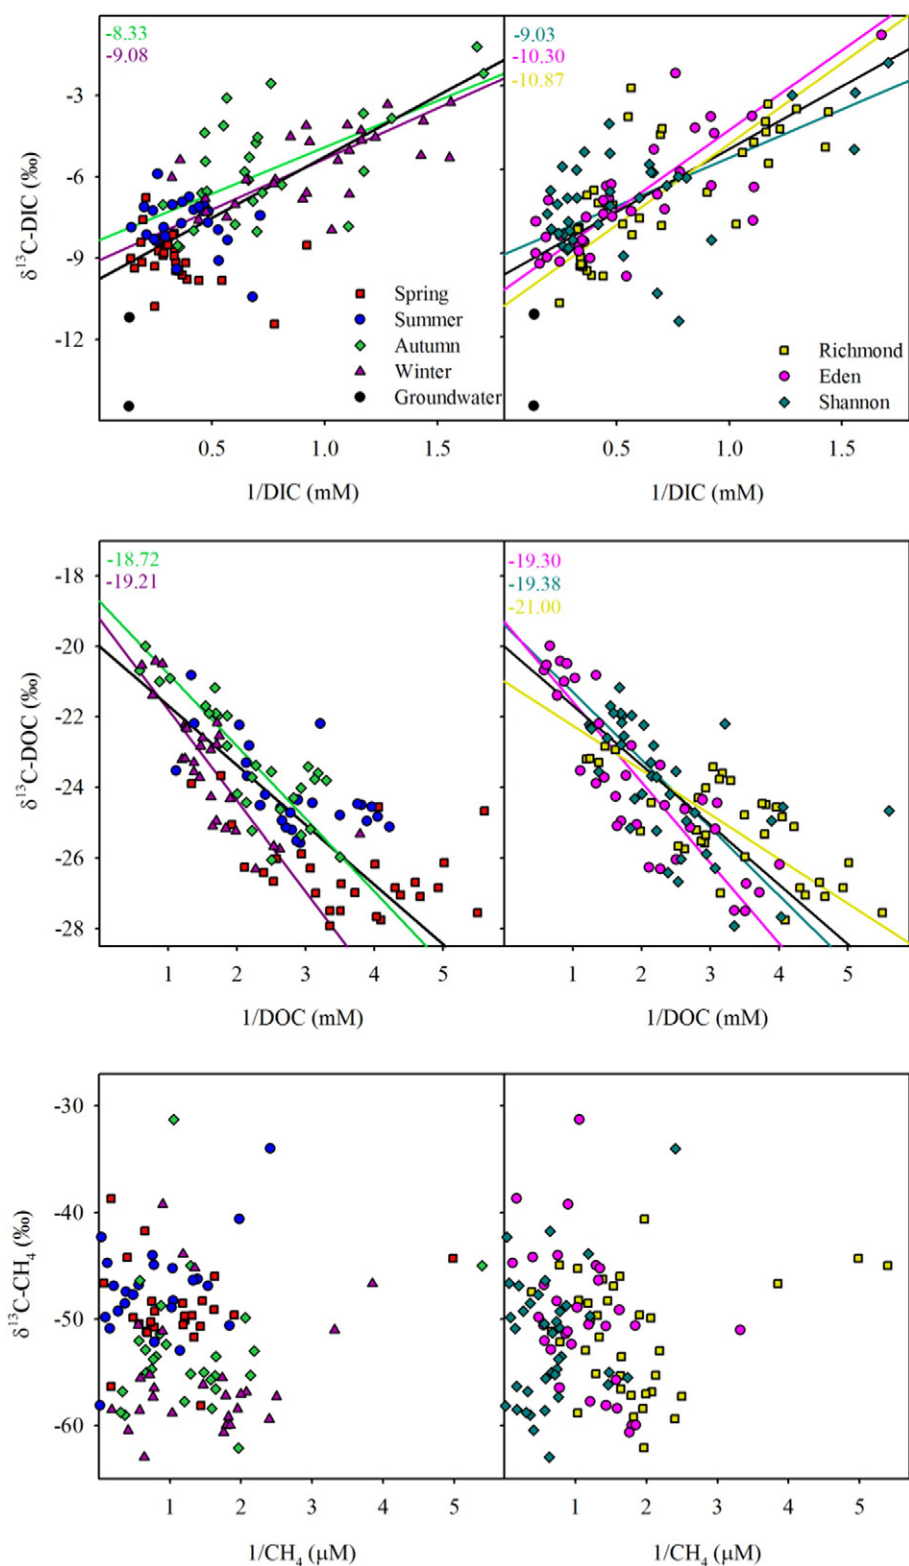 -8.33
-9.08
-3
-6
-9
-12
δ¹³C-DIC (‰)
Spring
Summer
Autumn
Winter
Groundwater
0.5 1.0 1.5
1/DIC (mM)
-9.03
-10.30
-10.87
Richmond
Eden
Shannon
0.5 1.0 1.5
1/DIC (mM)
-18.72
-19.21
-18
-20
-22
-24
-26
-28
δ¹³C-DOC (‰)
1 2 3 4 5
1/DOC (mM)
-19.30
-19.38
-21.00
1 2 3 4 5
1/DOC (mM)
-30
-40
-50
-60
δ¹³C-CH₄ (‰)
1 2 3 4 5
1/CH₄ (μM)
1 2 3 4 5
1/CH₄ (μM)